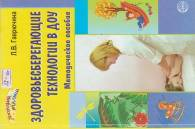 Л.В. Гаврючина
ЗДОРОВЬЕСБЕРЕГАЮЩИЕ
ТЕХНОЛОГИИ В ДОУ
Методическое пособие